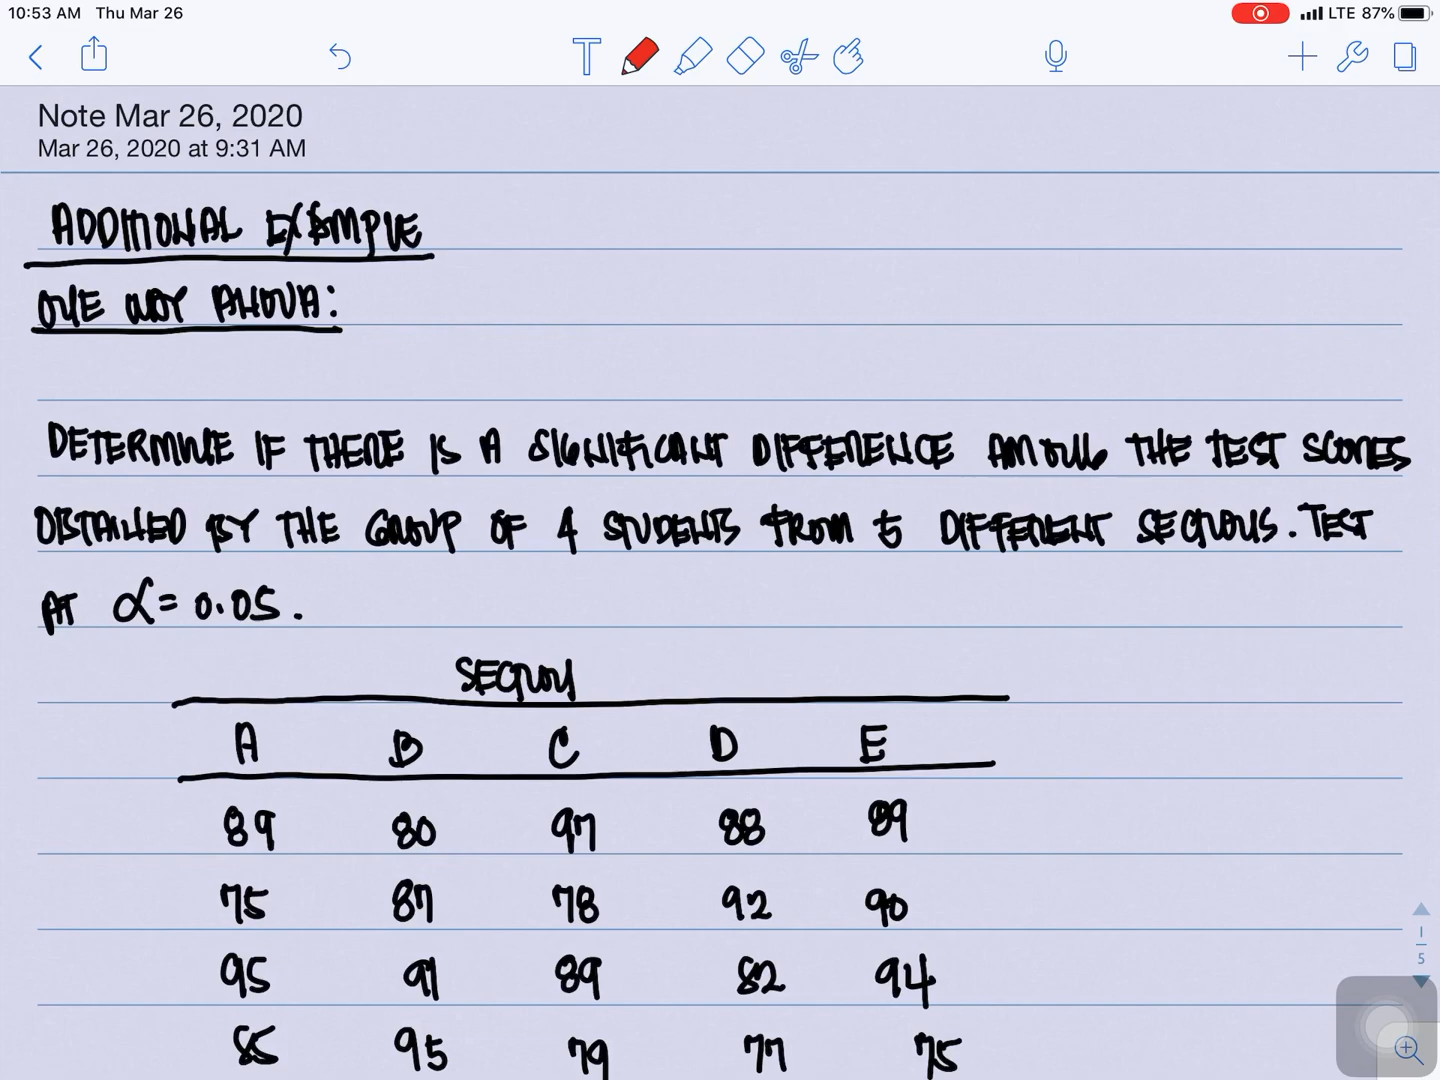 10:53 AM Thu Mar 26
LTE 87%
Note Mar 26, 2020
Mar 26, 2020 at 9:31 AM
ADDITIONAL EXAMPLE
ONE WAY ANOVA:
DETERMINE IF THERE IS A SIGNIFICANT DIFFERENCE AMONG THE TEST SCORES
OBTAINED BY THE GROUP OF 4 STUDENTS FROM 5 DIFFERENT SECTIONS. TEST
AT α = 0.05.
SECTION
A B C D E
89 80 97 88 89
75 87 78 92 90
95 91 89 82 94
85 95 79 77 75
1
5